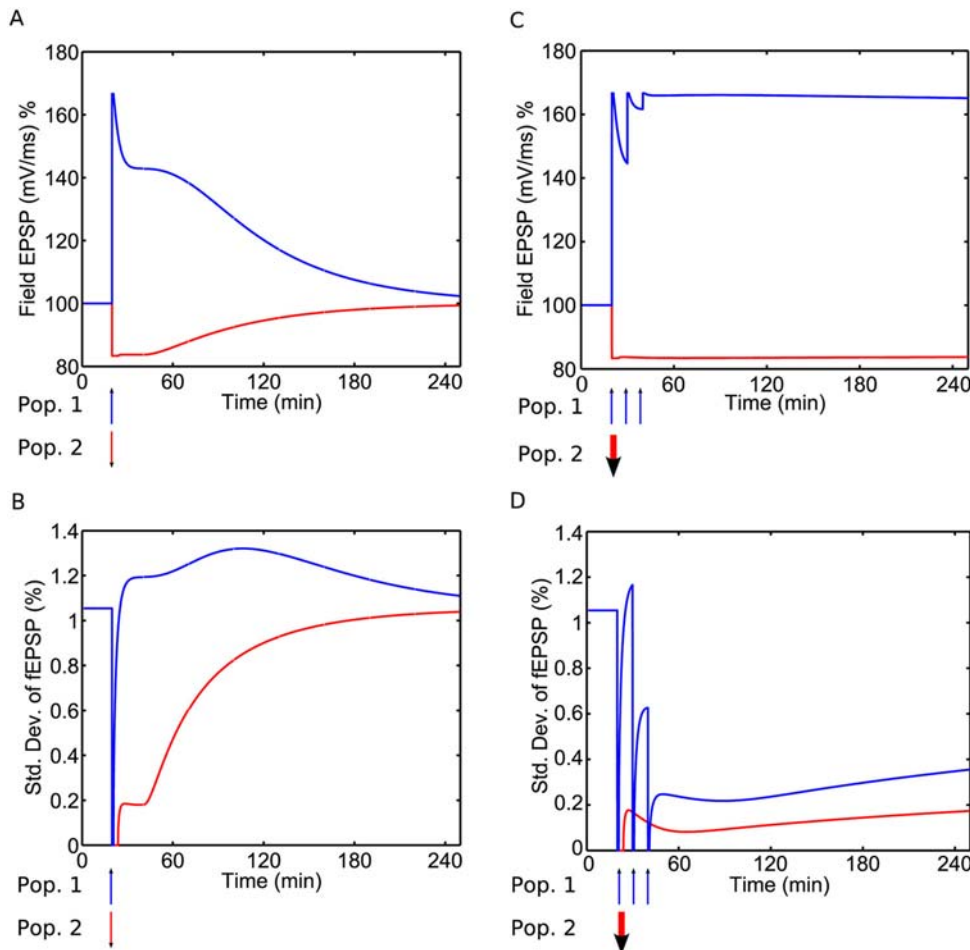 A
Field EPSP (mV/ms) %
180
160
140
120
100
80
0 60 120 180 240
Time (min)
Pop. 1
Pop. 2
C
Field EPSP (mV/ms) %
180
160
140
120
100
80
0 60 120 180 240
Time (min)
Pop. 1
Pop. 2
B
Std. Dev. of fEPSP (%)
1.4
1.2
1
0.8
0.6
0.4
0.2
0
0 60 120 180 240
Time (min)
Pop. 1
Pop. 2
D
Std. Dev. of fEPSP (%)
1.4
1.2
1
0.8
0.6
0.4
0.2
0
0 60 120 180 240
Time (min)
Pop. 1
Pop. 2